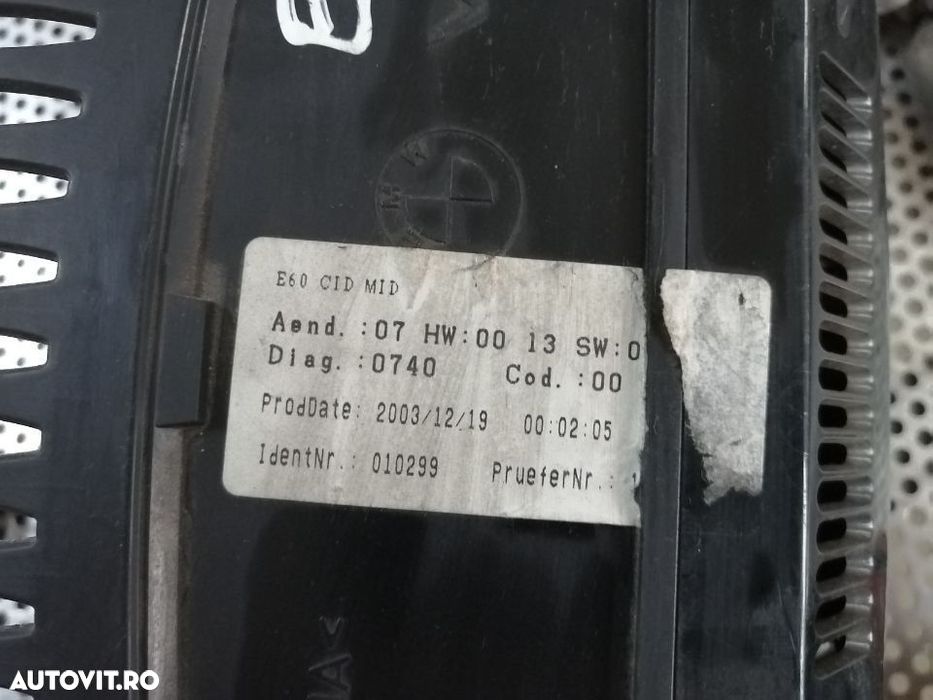 BMW
E60 CID MID
Aend. :07 HW:00 13 SW:0
Diag. :0740 Cod. :00
ProdDate: 2003/12/19 00:02:05
IdentNr.: 010299 PrueferNr.:
AUTOVIT.RO